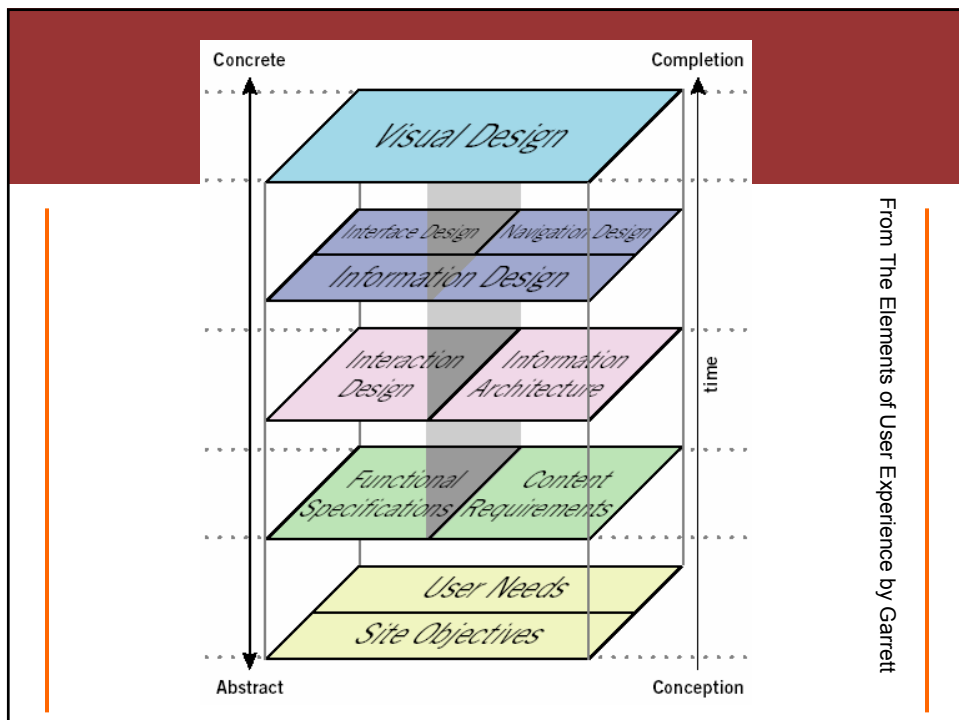 Concrete
Completion
Visual Design
Interface Design
Navigation Design
Information Design
Interaction
Design
Information
Architecture
time
Functional
Specifications
Content
Requirements
User Needs
Site Objectives
Abstract
Conception
From The Elements of User Experience by Garrett